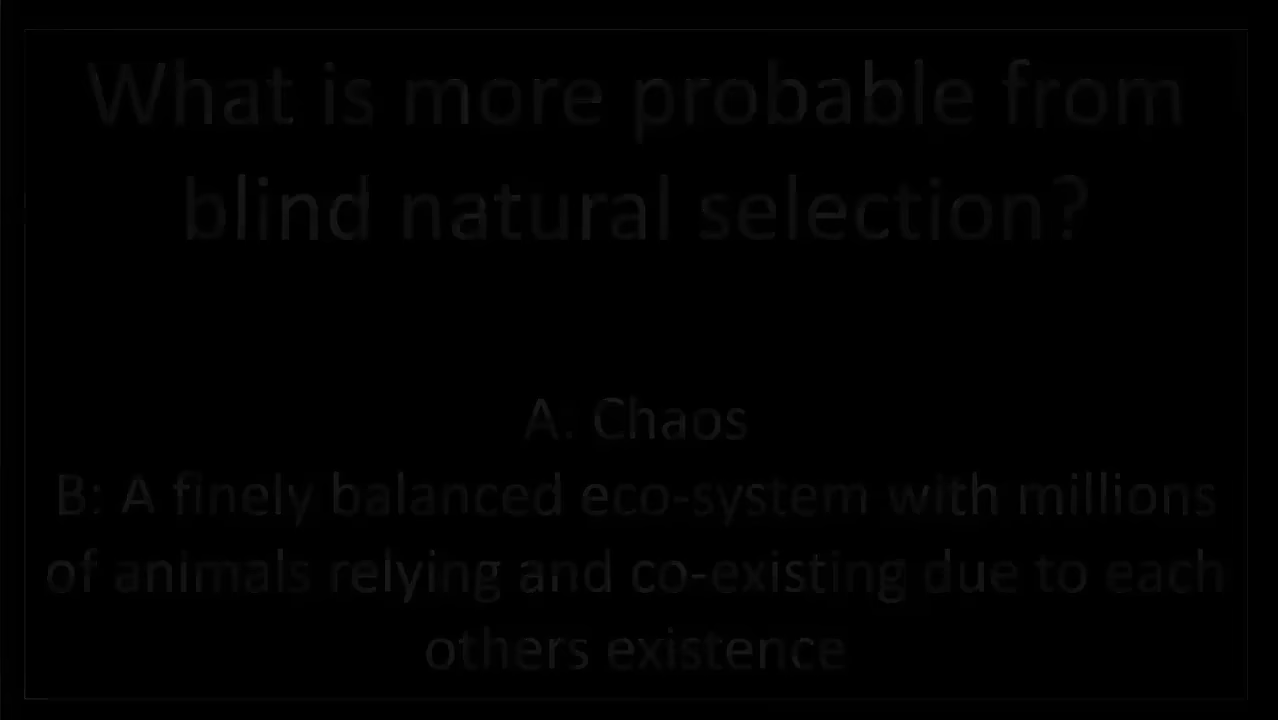 What is more probable from
blind natural selection?
A: Chaos
B: A finely balanced eco-system with millions
of animals relying and co-existing due to each
others existence